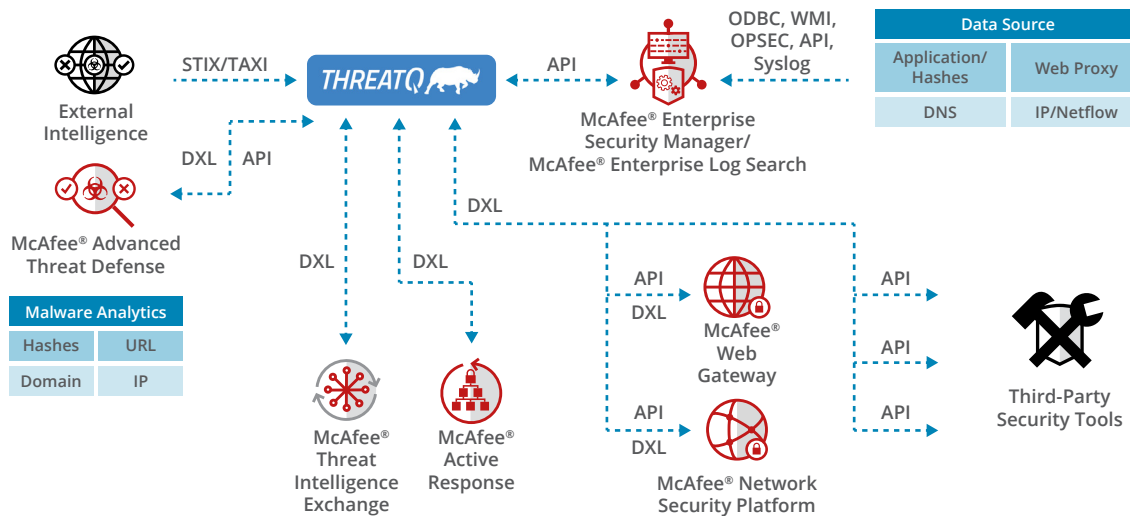 External
Intelligence
STIX/TAXI
THREATQ
API
McAfee® Enterprise
Security Manager/
McAfee® Enterprise Log Search
ODBC, WMI,
OPSEC, API,
Syslog
Data Source
Application/
Hashes
Web Proxy
DNS
IP/Netflow
DXL
API
McAfee® Advanced
Threat Defense
Malware Analytics
Hashes
URL
Domain
IP
DXL
McAfee®
Threat
Intelligence
Exchange
DXL
McAfee®
Active
Response
DXL
API
DXL
McAfee®
Web
Gateway
API
DXL
McAfee® Network
Security Platform
API
API
API
Third-Party
Security Tools